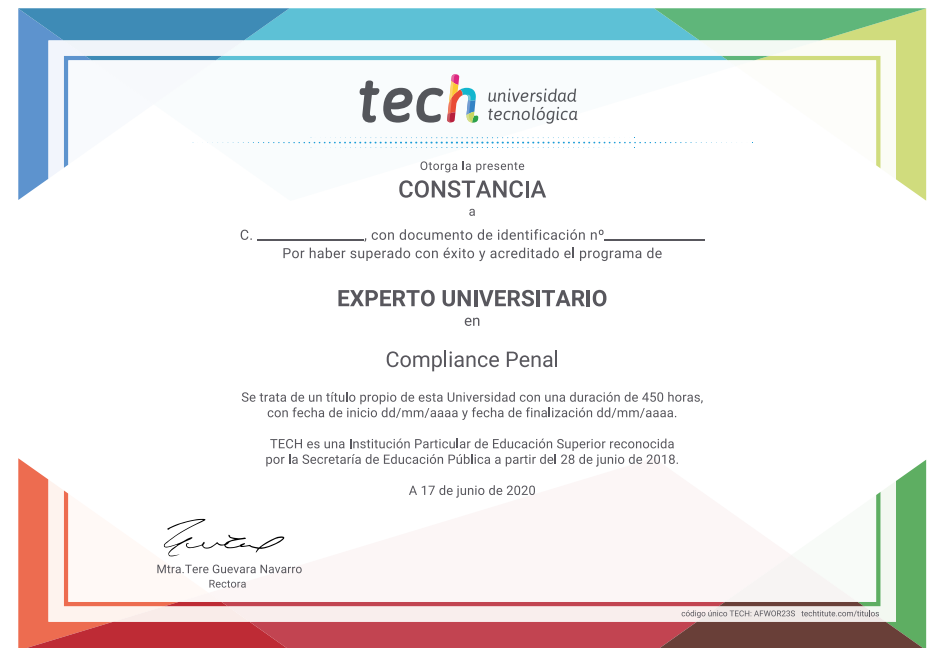 tech universidad
tecnológica
Otorga la presente
CONSTANCIA
a
C. ____________, con documento de identificación nº____________
Por haber superado con éxito y acreditado el programa de
EXPERTO UNIVERSITARIO
en
Compliance Penal
Se trata de un título propio de esta Universidad con una duración de 450 horas,
con fecha de inicio dd/mm/aaaa y fecha de finalización dd/mm/aaaa.
TECH es una Institución Particular de Educación Superior reconocida
por la Secretaría de Educación Pública a partir del 28 de junio de 2018.
A 17 de junio de 2020
Mtra.Tere Guevara Navarro
Rectora
código único TECH: AFWOR23S techtitute.com/titulos